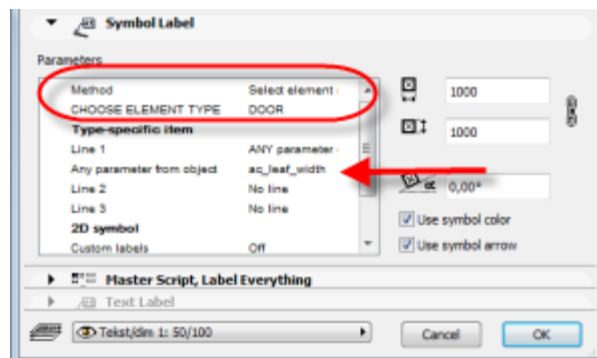 Symbol Label
Parameters
Method Select element
CHOOSE ELEMENT TYPE DOOR
Type-specific item
Line 1 ANY parameter
Any parameter from object ac_leaf_width
Line 2 No line
Line 3 No line
2D symbol
Custom labels Off
1000
1000
0,00°
Use symbol color
Use symbol arrow
Master Script, Label Everything
Text Label
Tekst/dim 1: 50/100
Cancel OK